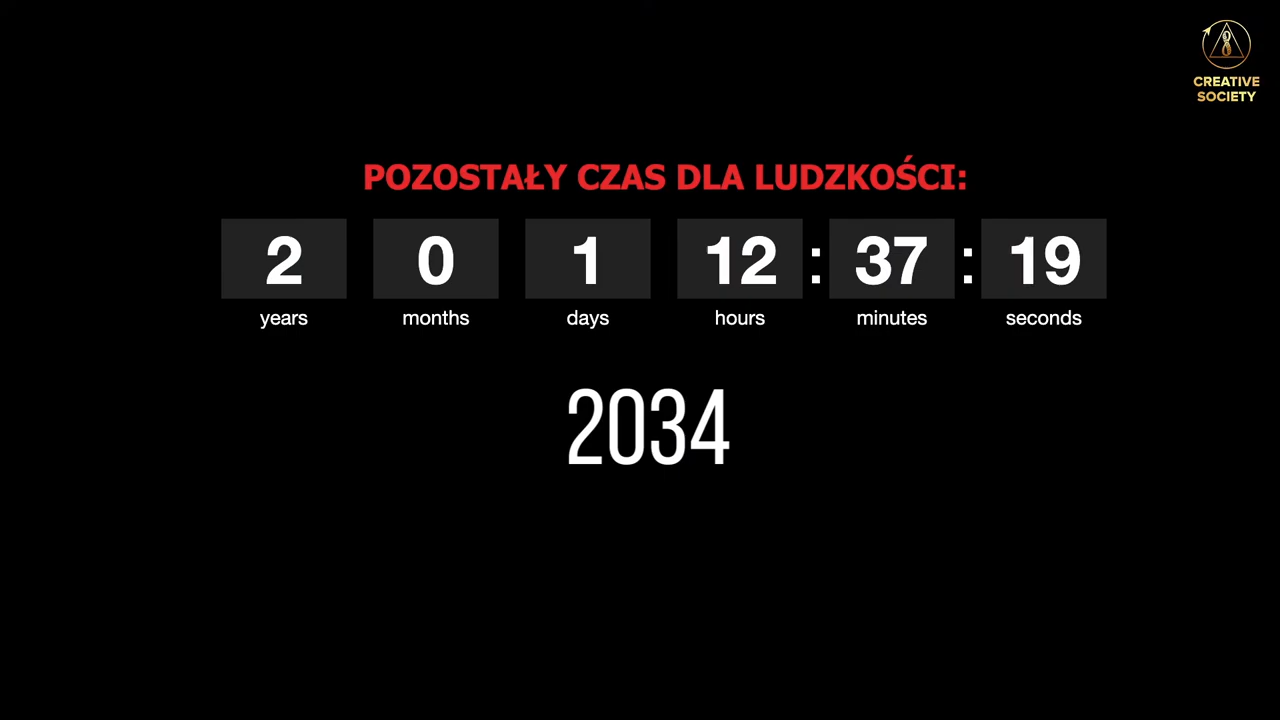 CREATIVE
SOCIETY
POZOSTAŁY CZAS DLA LUDZKOŚCI:
2 0 1 12 : 37 : 19
years months days hours minutes seconds
2034